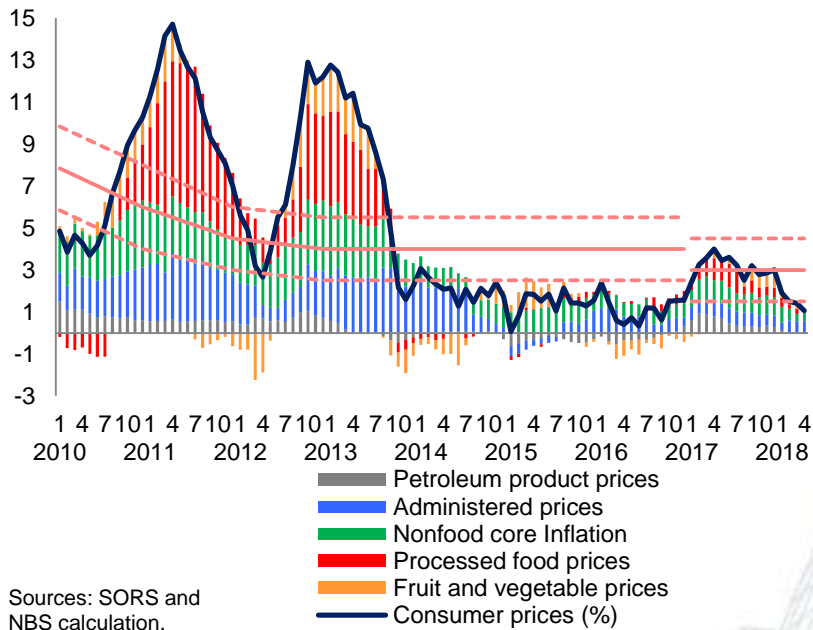 15
13
11
9
7
5
3
1
-1
-3
1 4 7 10 1 4 7 10 1 4 7 10 1 4 7 10 1 4 7 10 1 4 7 10 1 4 7 10 1 4 7 10 1 4
2010 2011 2012 2013 2014 2015 2016 2017 2018
Petroleum product prices
Administered prices
Nonfood core Inflation
Processed food prices
Fruit and vegetable prices
Consumer prices (%)
Sources: SORS and
NBS calculation.